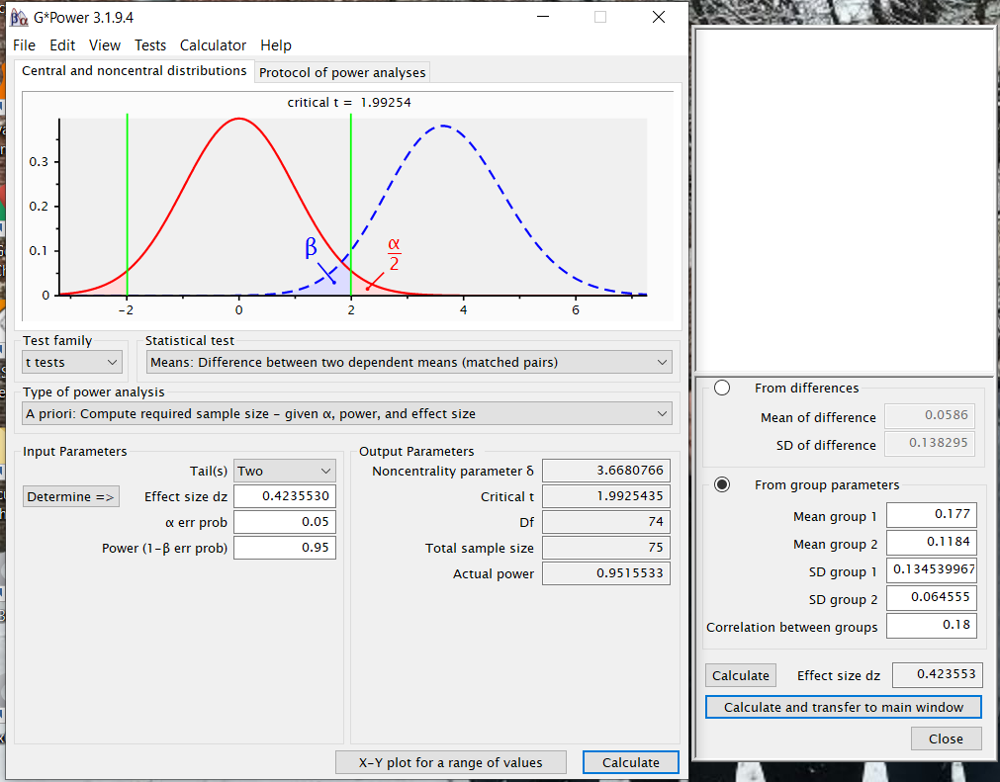 G*Power 3.1.9.4
File Edit View Tests Calculator Help
Central and noncentral distributions Protocol of power analyses
critical t = 1.99254
0.3
0.2
0.1
0
β
α
2
−2 0 2 4 6
Test family
t tests
Statistical test
Means: Difference between two dependent means (matched pairs)
Type of power analysis
A priori: Compute required sample size – given α, power, and effect size
Input Parameters
Tail(s) Two
Determine => Effect size dz 0.4235530
α err prob 0.05
Power (1−β err prob) 0.95
Output Parameters
Noncentrality parameter δ 3.6680766
Critical t 1.9925435
Df 74
Total sample size 75
Actual power 0.9515533
X-Y plot for a range of values Calculate
From differences
Mean of difference 0.0586
SD of difference 0.138295
From group parameters
Mean group 1 0.177
Mean group 2 0.1184
SD group 1 0.134539967
SD group 2 0.064555
Correlation between groups 0.18
Calculate Effect size dz 0.423553
Calculate and transfer to main window
Close